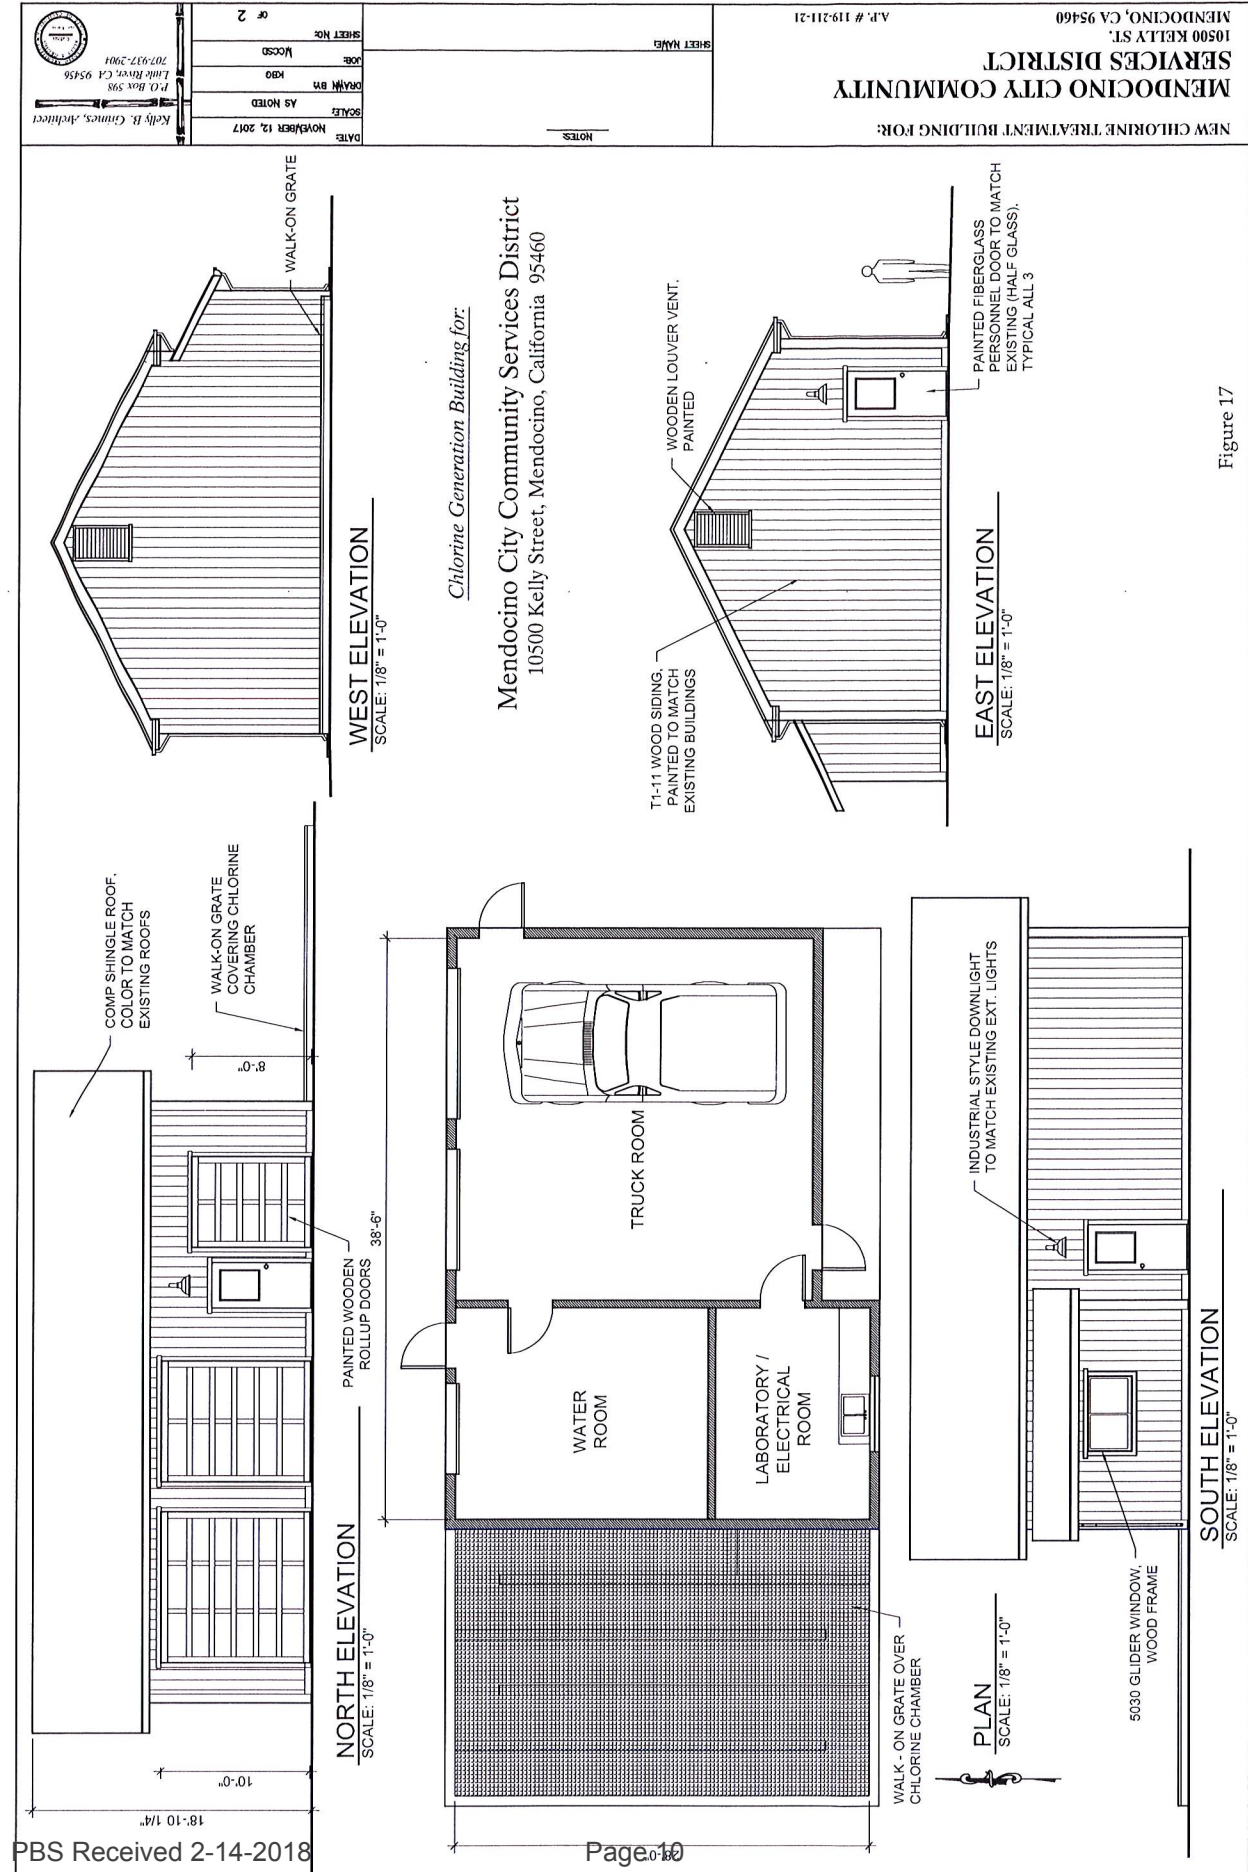 NEW CHLORINE TREATMENT BUILDING FOR:
MENDOCINO CITY COMMUNITY
SERVICES DISTRICT
10500 KELLY ST.
MENDOCINO, CA 95460
A.P. # 119-211-21
NOTES:
SHEET NAME:
DATE:
NOVEMBER 12, 2017
SCALE:
AS NOTED
DRAWN BY:
KBG
JOB:
MCCSD
SHEET NO:
OF 2
Kelly B. Grimes, Architect
P.O. Box 598
Little River, CA 95456
707-937-2904
WALK-ON GRATE
WEST ELEVATION
SCALE: 1/8" = 1'-0"
Chlorine Generation Building for:
Mendocino City Community Services District
10500 Kelly Street, Mendocino, California 95460
WOODEN LOUVER VENT,
PAINTED
T1-11 WOOD SIDING,
PAINTED TO MATCH
EXISTING BUILDINGS
PAINTED FIBERGLASS
PERSONNEL DOOR TO MATCH
EXISTING (HALF GLASS).
TYPICAL ALL 3
EAST ELEVATION
SCALE: 1/8" = 1'-0"
Figure 17
COMP SHINGLE ROOF,
COLOR TO MATCH
EXISTING ROOFS
WALK-ON GRATE
COVERING CHLORINE
CHAMBER
8'-0"
PAINTED WOODEN
ROLLUP DOORS
10'-0"
18'-10 1/4"
NORTH ELEVATION
SCALE: 1/8" = 1'-0"
38'-6"
TRUCK ROOM
WATER
ROOM
LABORATORY /
ELECTRICAL
ROOM
WALK - ON GRATE OVER
CHLORINE CHAMBER
28'-0"
PLAN
SCALE: 1/8" = 1'-0"
INDUSTRIAL STYLE DOWNLIGHT
TO MATCH EXISTING EXT. LIGHTS
5030 GLIDER WINDOW,
WOOD FRAME
SOUTH ELEVATION
SCALE: 1/8" = 1'-0"
PBS Received 2-14-2018
Page 10